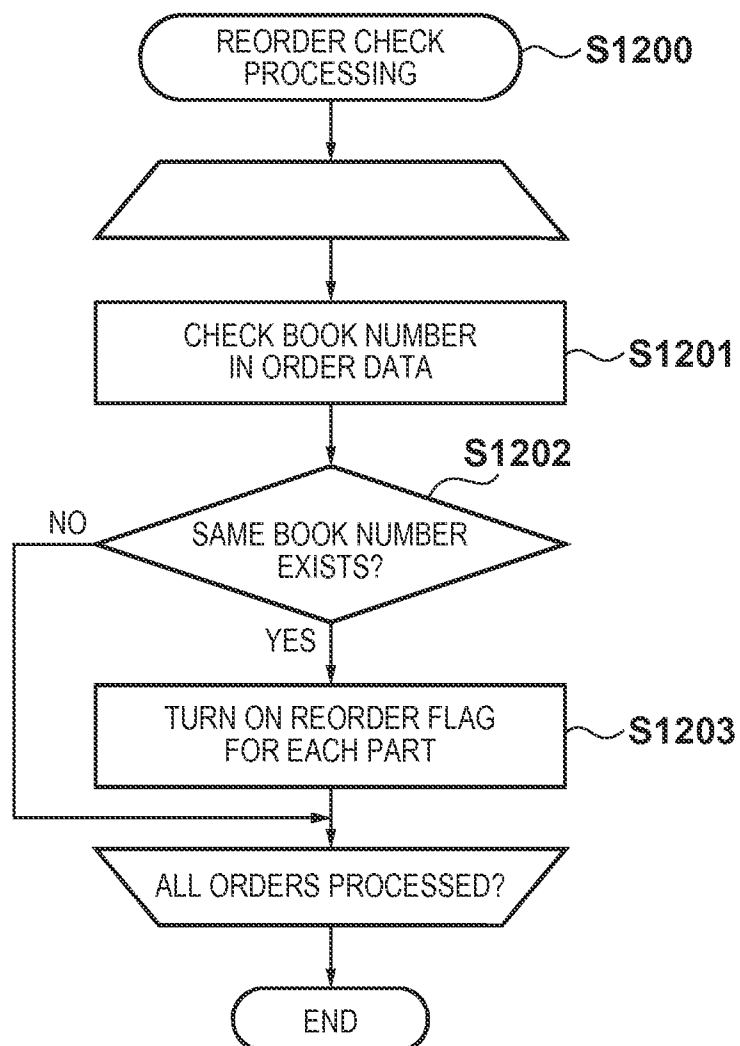 REORDER CHECK
PROCESSING
S1200
CHECK BOOK NUMBER
IN ORDER DATA
S1201
S1202
NO
SAME BOOK NUMBER
EXISTS?
YES
TURN ON REORDER FLAG
FOR EACH PART
S1203
ALL ORDERS PROCESSED?
END